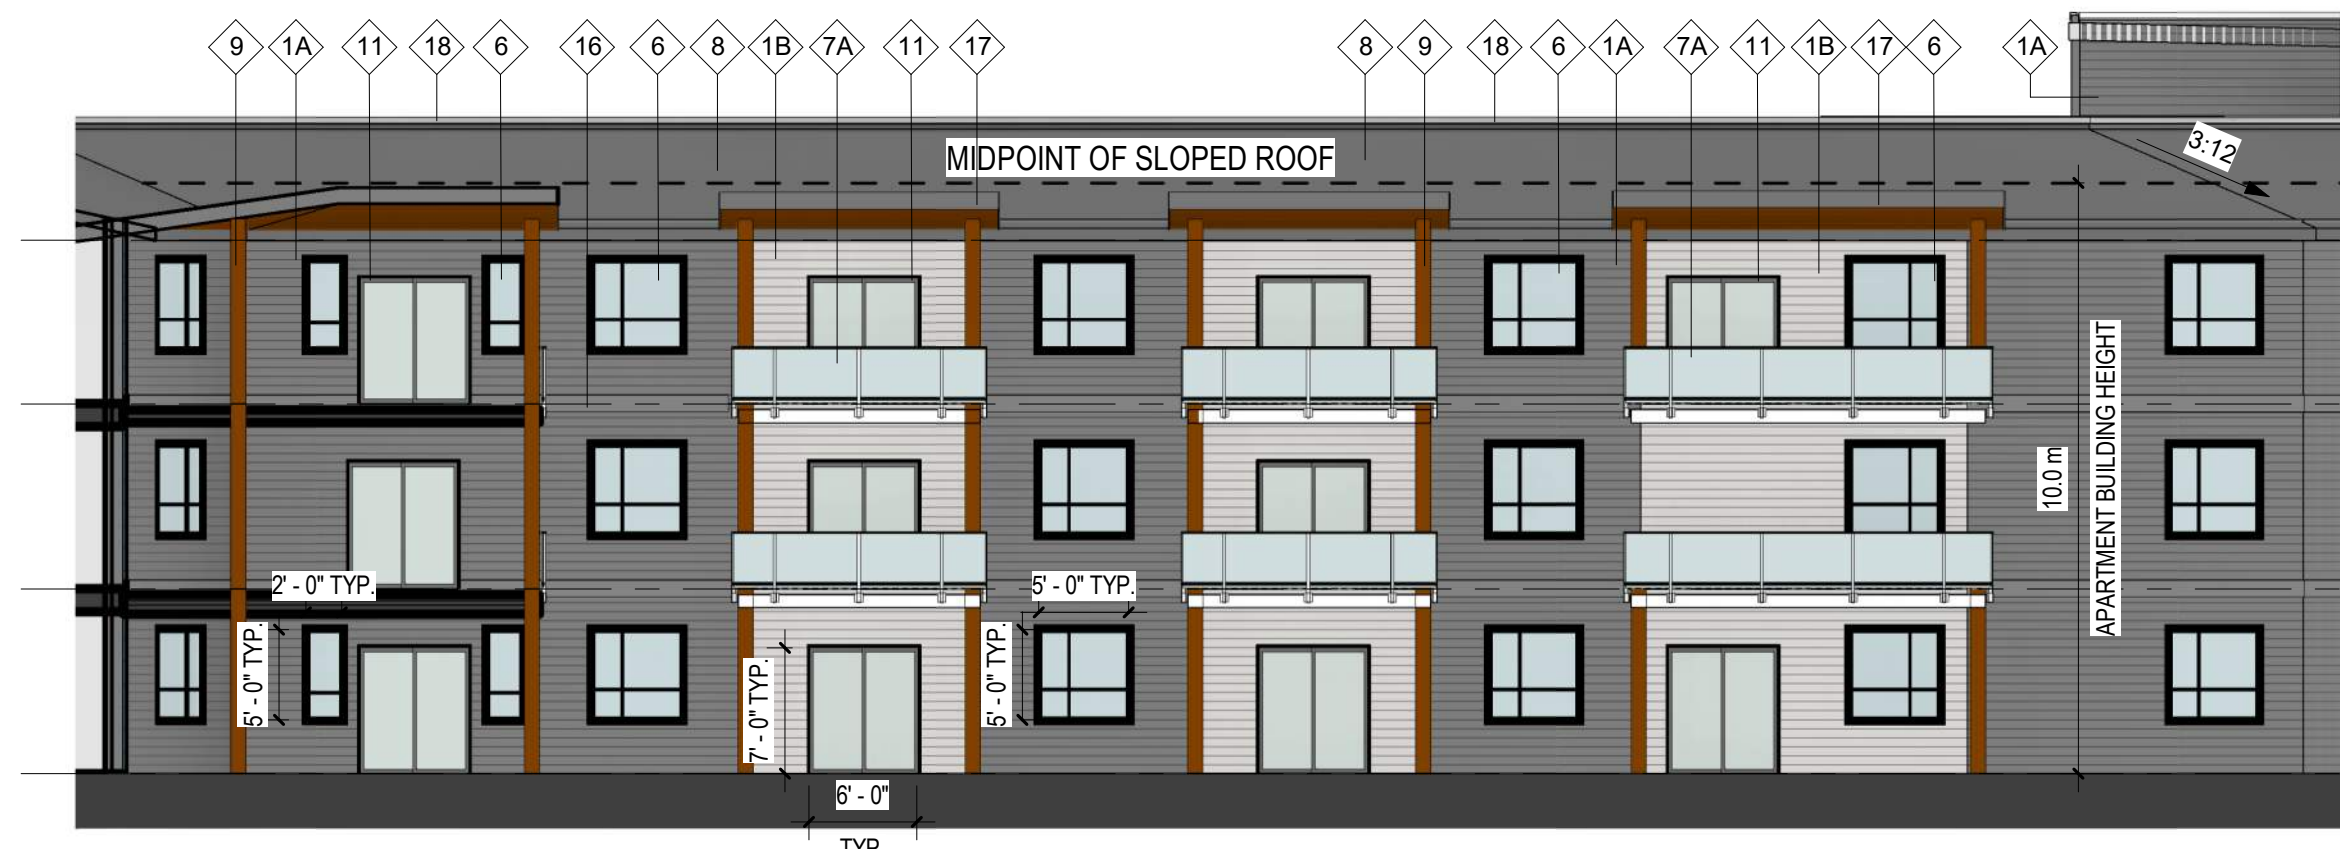 9 1A 11 18 6 16 6 8 1B 7A 11 17 8 9 18 6 1A 7A 11 1B 17 6 1A
3:12
MIDPOINT OF SLOPED ROOF
APARTMENT BUILDING HEIGHT
10.0 m
2' - 0" TYP.
5' - 0" TYP.
5' - 0" TYP.
7' - 0" TYP.
5' - 0" TYP.
6' - 0"
TYP.